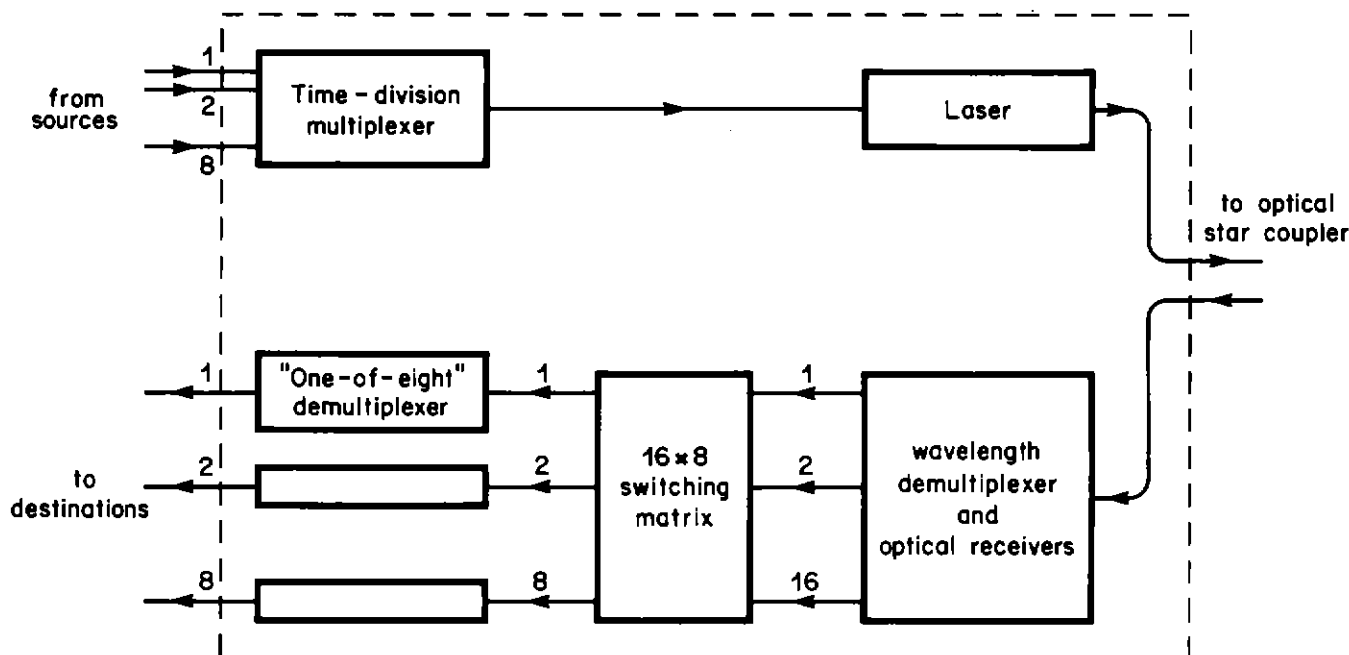 1
from
sources
2
8
Time-division
multiplexer
Laser
to optical
star coupler
1
"One-of-eight"
demultiplexer
1
1
to
destinations
2
2
16×8
switching
matrix
2
wavelength
demultiplexer
and
optical receivers
8
8
16